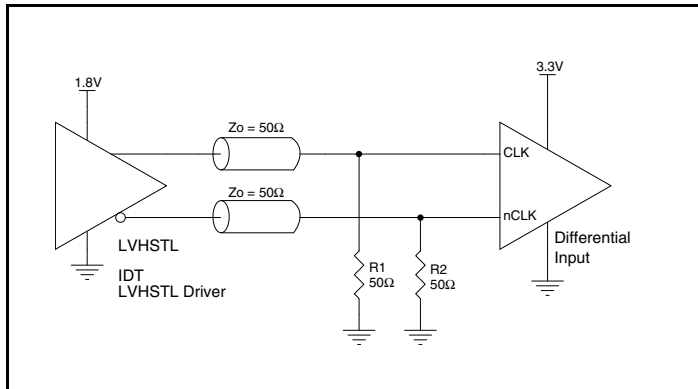 1.8V
3.3V
Zo = 50Ω
CLK
Zo = 50Ω
nCLK
LVHSTL
IDT
LVHSTL Driver
R1
50Ω
R2
50Ω
Differential
Input